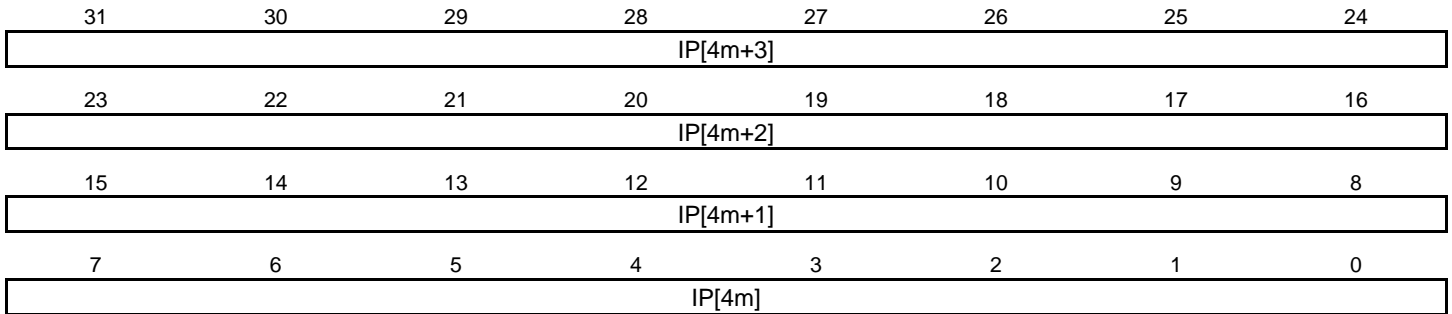 31 30 29 28 27 26 25 24
IP[4m+3]
23 22 21 20 19 18 17 16
IP[4m+2]
15 14 13 12 11 10 9 8
IP[4m+1]
7 6 5 4 3 2 1 0
IP[4m]